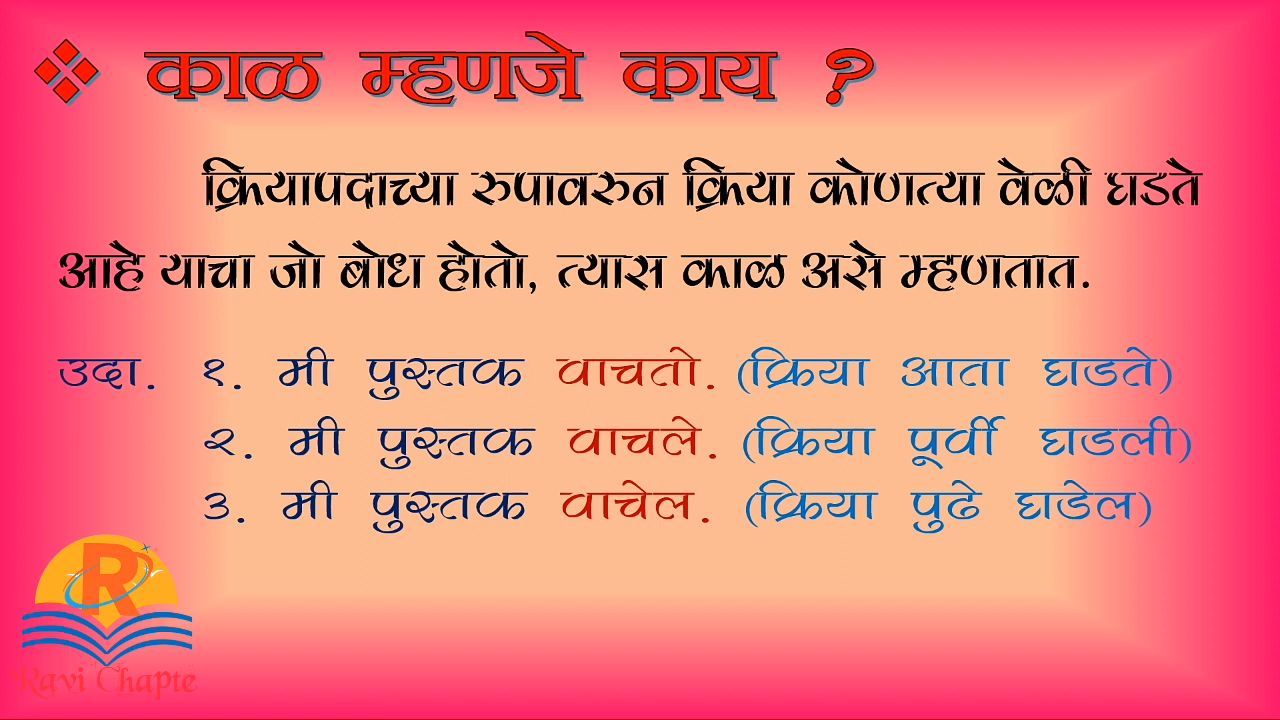 ❖ काळ म्हणजे काय ?
क्रियापदाच्या रुपावरुन क्रिया कोणत्या वेळी घडते
आहे याचा जो बोध होतो, त्यास काळ असे म्हणतात.
उदा. १. मी पुस्तक वाचतो. (क्रिया आता घडते)
२. मी पुस्तक वाचले. (क्रिया पूर्वी घडली)
३. मी पुस्तक वाचेल. (क्रिया पुढे घडेल)
R
Ravi Chapte